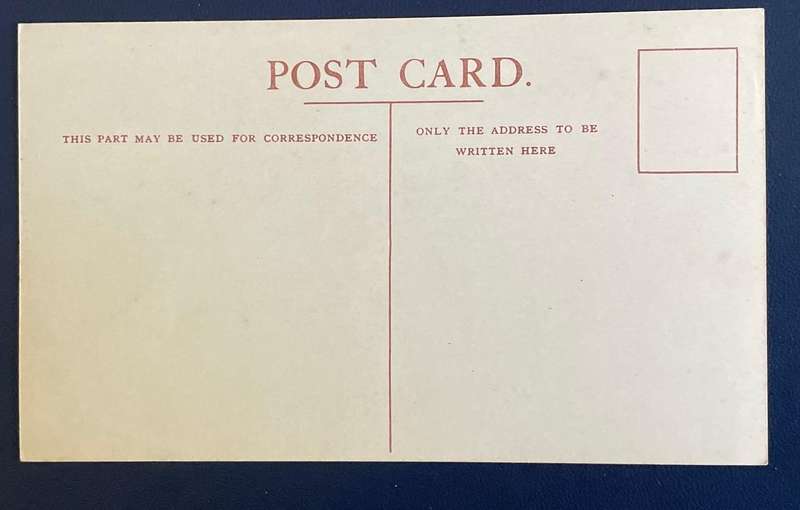 POST CARD.
THIS PART MAY BE USED FOR CORRESPONDENCE
ONLY THE ADDRESS TO BE
WRITTEN HERE